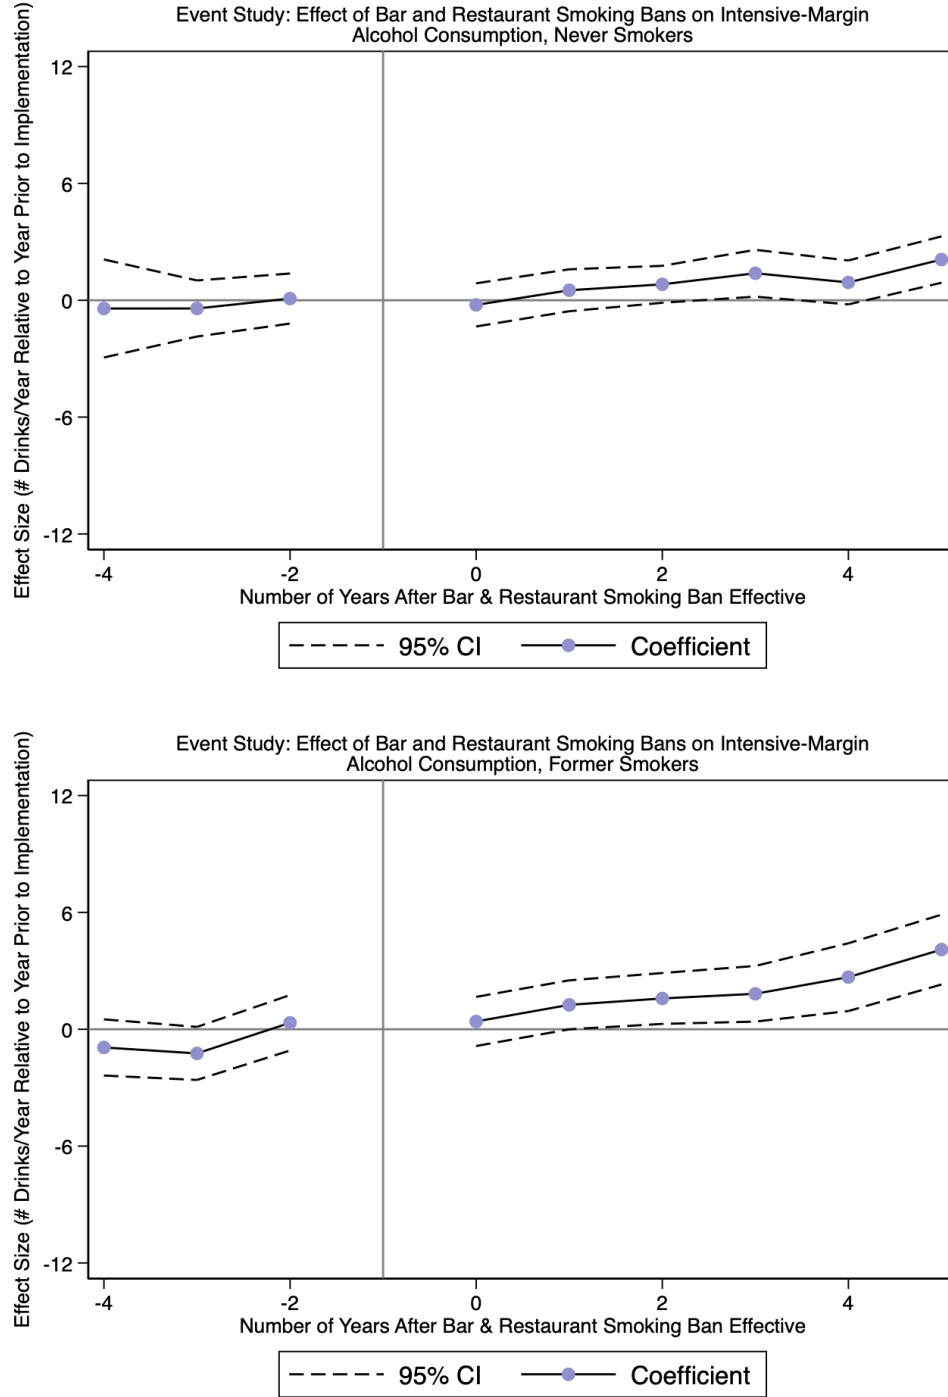 Event Study: Effect of Bar and Restaurant Smoking Bans on Intensive-Margin
Alcohol Consumption, Never Smokers
Effect Size (# Drinks/Year Relative to Year Prior to Implementation)
12
6
0
-6
-12
-4
-2
0
2
4
Number of Years After Bar & Restaurant Smoking Ban Effective
95% CI
Coefficient
Event Study: Effect of Bar and Restaurant Smoking Bans on Intensive-Margin
Alcohol Consumption, Former Smokers
Effect Size (# Drinks/Year Relative to Year Prior to Implementation)
12
6
0
-6
-12
-4
-2
0
2
4
Number of Years After Bar & Restaurant Smoking Ban Effective
95% CI
Coefficient